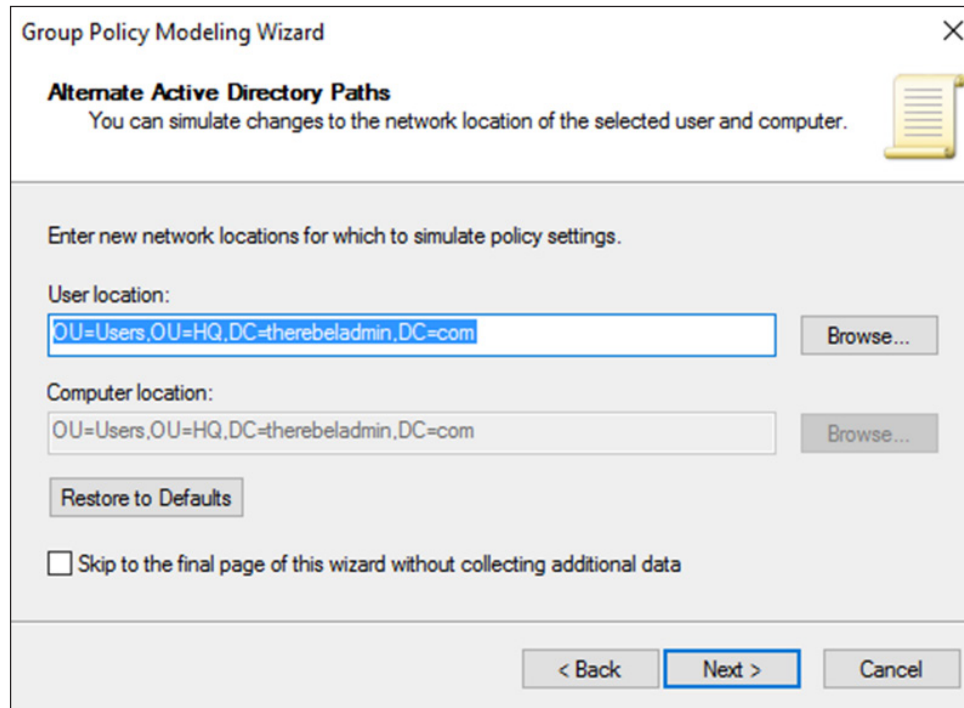 Group Policy Modeling Wizard
Alternate Active Directory Paths
You can simulate changes to the network location of the selected user and computer.
Enter new network locations for which to simulate policy settings.
User location:
OU=Users,OU=HQ,DC=therebeladmin,DC=com
Browse...
Computer location:
OU=Users,OU=HQ,DC=therebeladmin,DC=com
Browse...
Restore to Defaults
Skip to the final page of this wizard without collecting additional data
< Back Next > Cancel